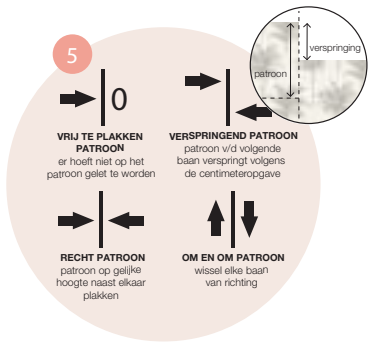 5
verspringing
patroon
0
VRIJ TE PLAKKEN
PATROON
er hoeft niet op het
patroon gelet te worden
VERSPRINGEND PATROON
patroon v/d volgende
baan verspringt volgens
de centimeteropgave
RECHT PATROON
patroon op gelijke
hoogte naast elkaar
plakken
OM EN OM PATROON
wissel elke baan
van richting